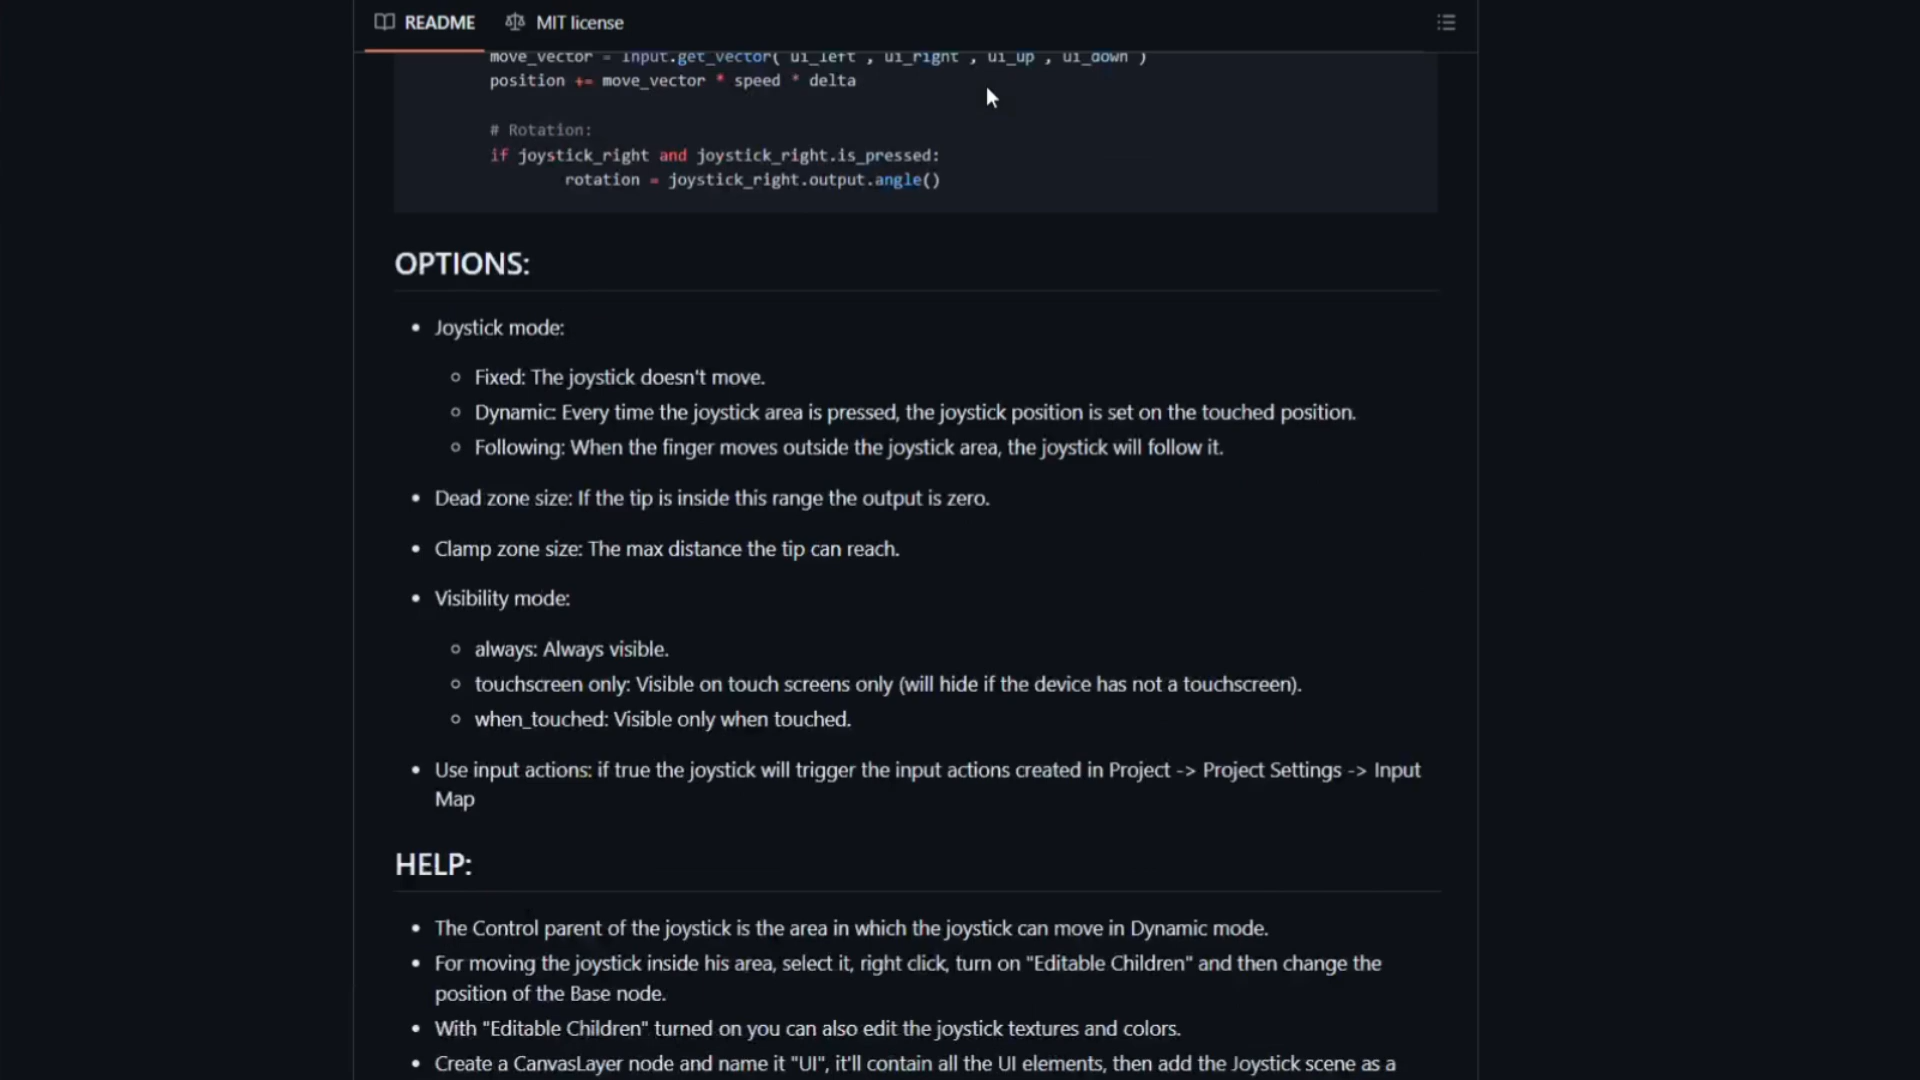 README MIT license
move_vector = Input.get_vector( ui_left , ui_right , ui_up , ui_down )
position += move_vector * speed * delta
# Rotation:
if joystick_right and joystick_right.is_pressed:
rotation = joystick_right.output.angle()
OPTIONS:
• Joystick mode:
○ Fixed: The joystick doesn't move.
○ Dynamic: Every time the joystick area is pressed, the joystick position is set on the touched position.
○ Following: When the finger moves outside the joystick area, the joystick will follow it.
• Dead zone size: If the tip is inside this range the output is zero.
• Clamp zone size: The max distance the tip can reach.
• Visibility mode:
○ always: Always visible.
○ touchscreen only: Visible on touch screens only (will hide if the device has not a touchscreen).
○ when_touched: Visible only when touched.
• Use input actions: if true the joystick will trigger the input actions created in Project -> Project Settings -> Input
Map
HELP:
• The Control parent of the joystick is the area in which the joystick can move in Dynamic mode.
• For moving the joystick inside his area, select it, right click, turn on "Editable Children" and then change the
position of the Base node.
• With "Editable Children" turned on you can also edit the joystick textures and colors.
• Create a CanvasLayer node and name it "UI", it'll contain all the UI elements, then add the Joystick scene as a